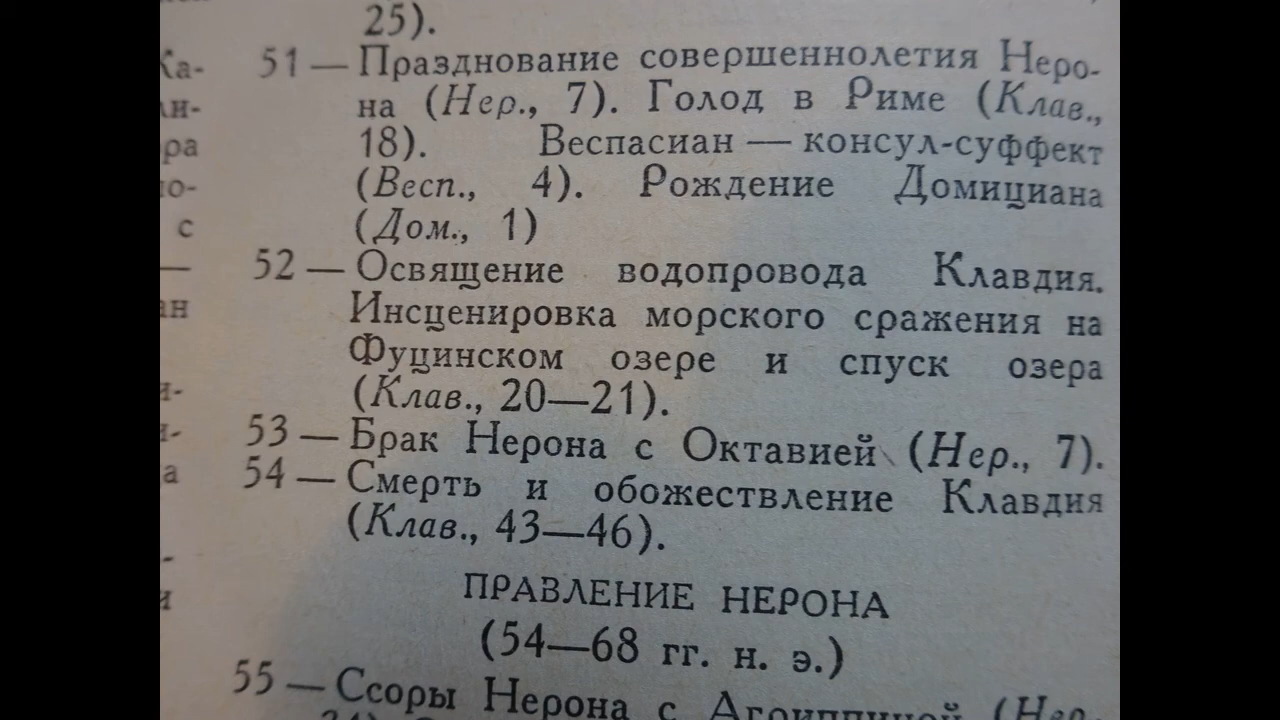 25).
51 — Празднование совершеннолетия Неро-
на (Нер., 7). Голод в Риме (Клав.,
18). Веспасиан — консул-суффект
(Весп., 4). Рождение Домициана
(Дом., 1)
52 — Освящение водопровода Клавдия.
Инсценировка морского сражения на
Фуцинском озере и спуск озера
(Клав., 20—21).
53 — Брак Нерона с Октавией (Нер., 7).
54 — Смерть и обожествление Клавдия
(Клав., 43—46).
ПРАВЛЕНИЕ НЕРОНА
(54—68 гг. н. э.)
55 — Ссоры Нерона с Агриппиной (Нер.